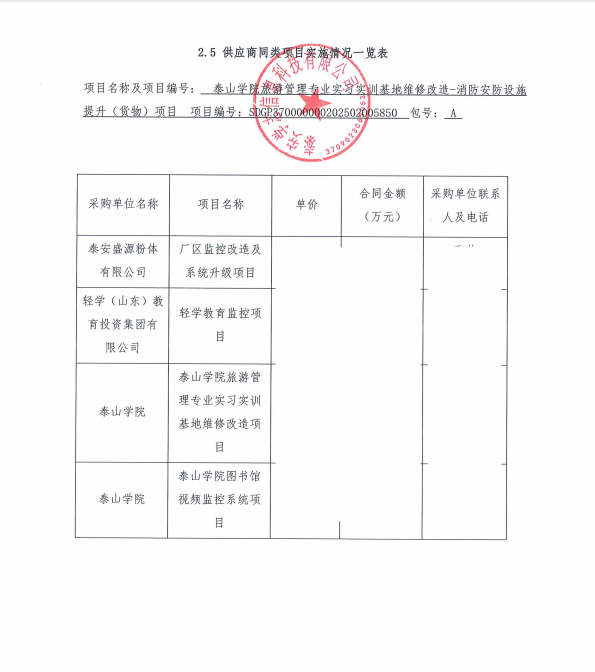 2.5 供应商同类项目实施情况一览表
项目名称及项目编号： 泰山学院旅游管理专业实习实训基地维修改造-消防安防设施
提升（货物）项目 项目编号：SDGP370000000202502005850 包号： A
采购单位名称
项目名称
单价
合同金额
（万元）
采购单位联系
人及电话
泰安盛源粉体
有限公司
厂区监控改造及
系统升级项目
轻学（山东）教
育投资集团有
限公司
轻学教育监控项
目
泰山学院
泰山学院旅游管
理专业实习实训
基地维修改造项
目
泰山学院
泰山学院图书馆
视频监控系统项
目